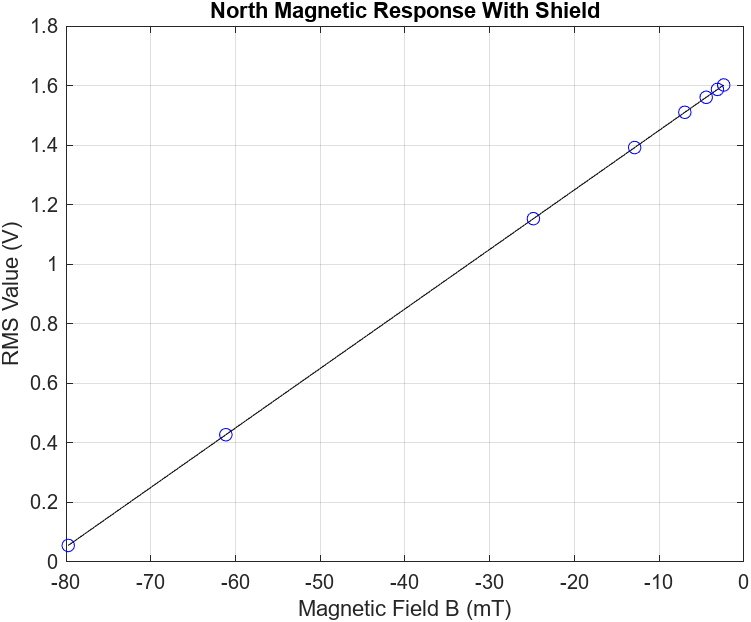 North Magnetic Response With Shield
1.8
1.6
1.4
1.2
1
0.8
0.6
0.4
0.2
0
RMS Value (V)
-80 -70 -60 -50 -40 -30 -20 -10 0
Magnetic Field B (mT)